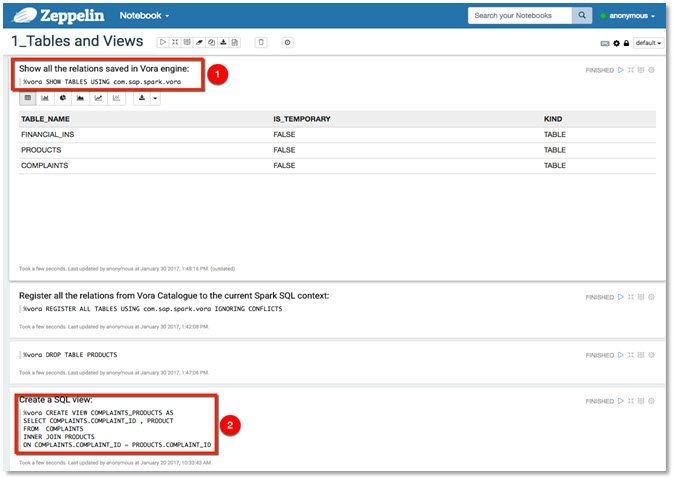 Zeppelin Notebook Search your Notebooks anonymous
1_Tables and Views default
Show all the relations saved in Vora engine: FINISHED
%vora SHOW TABLES USING com.sap.spark.vora
1
TABLE_NAME IS_TEMPORARY KIND
FINANCIAL_INS FALSE TABLE
PRODUCTS FALSE TABLE
COMPLAINTS FALSE TABLE
Took a few seconds. Last updated by anonymous at January 30 2017, 1:48:16 PM. (outdated)
Register all the relations from Vora Catalogue to the current Spark SQL context: FINISHED
%vora REGISTER ALL TABLES USING com.sap.spark.vora IGNORING CONFLICTS
Took a few seconds. Last updated by anonymous at January 30 2017, 1:42:08 PM.
%vora DROP TABLE PRODUCTS FINISHED
Took a few seconds. Last updated by anonymous at January 30 2017, 1:47:06 PM.
Create a SQL view: FINISHED
%vora CREATE VIEW COMPLAINTS_PRODUCTS AS
SELECT COMPLAINTS.COMPLAINT_ID , PRODUCT
2
FROM COMPLAINTS
INNER JOIN PRODUCTS
ON COMPLAINTS.COMPLAINT_ID = PRODUCTS.COMPLAINT_ID
Took a few seconds. Last updated by anonymous at January 20 2017, 10:33:43 AM.